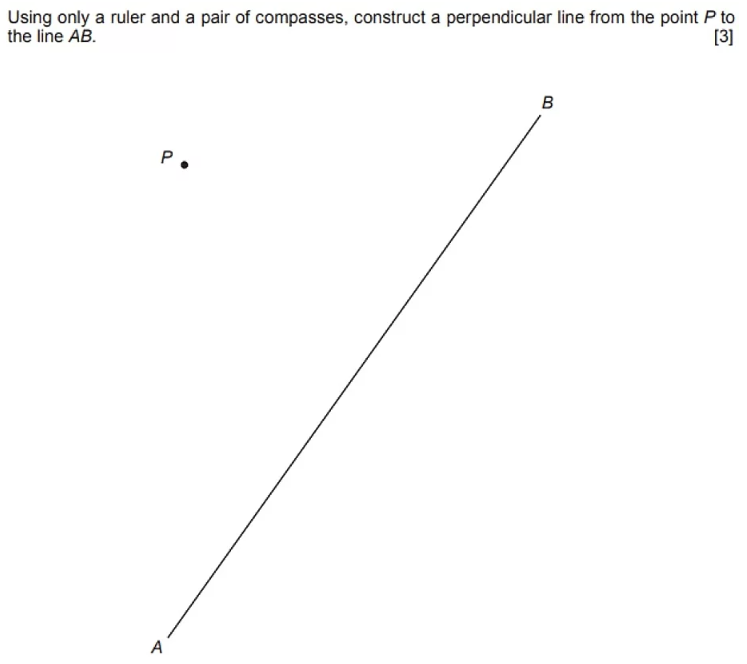 Using only a ruler and a pair of compasses, construct a perpendicular line from the point P to
the line AB. [3]
B
P
A